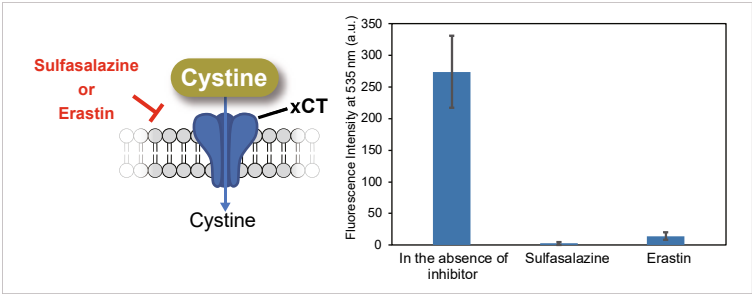 Sulfasalazine
or
Erastin
Cystine
xCT
Cystine
Fluorescence Intensity at 535 nm (a.u.)
350
300
250
200
150
100
50
0
In the absence of
inhibitor
Sulfasalazine
Erastin